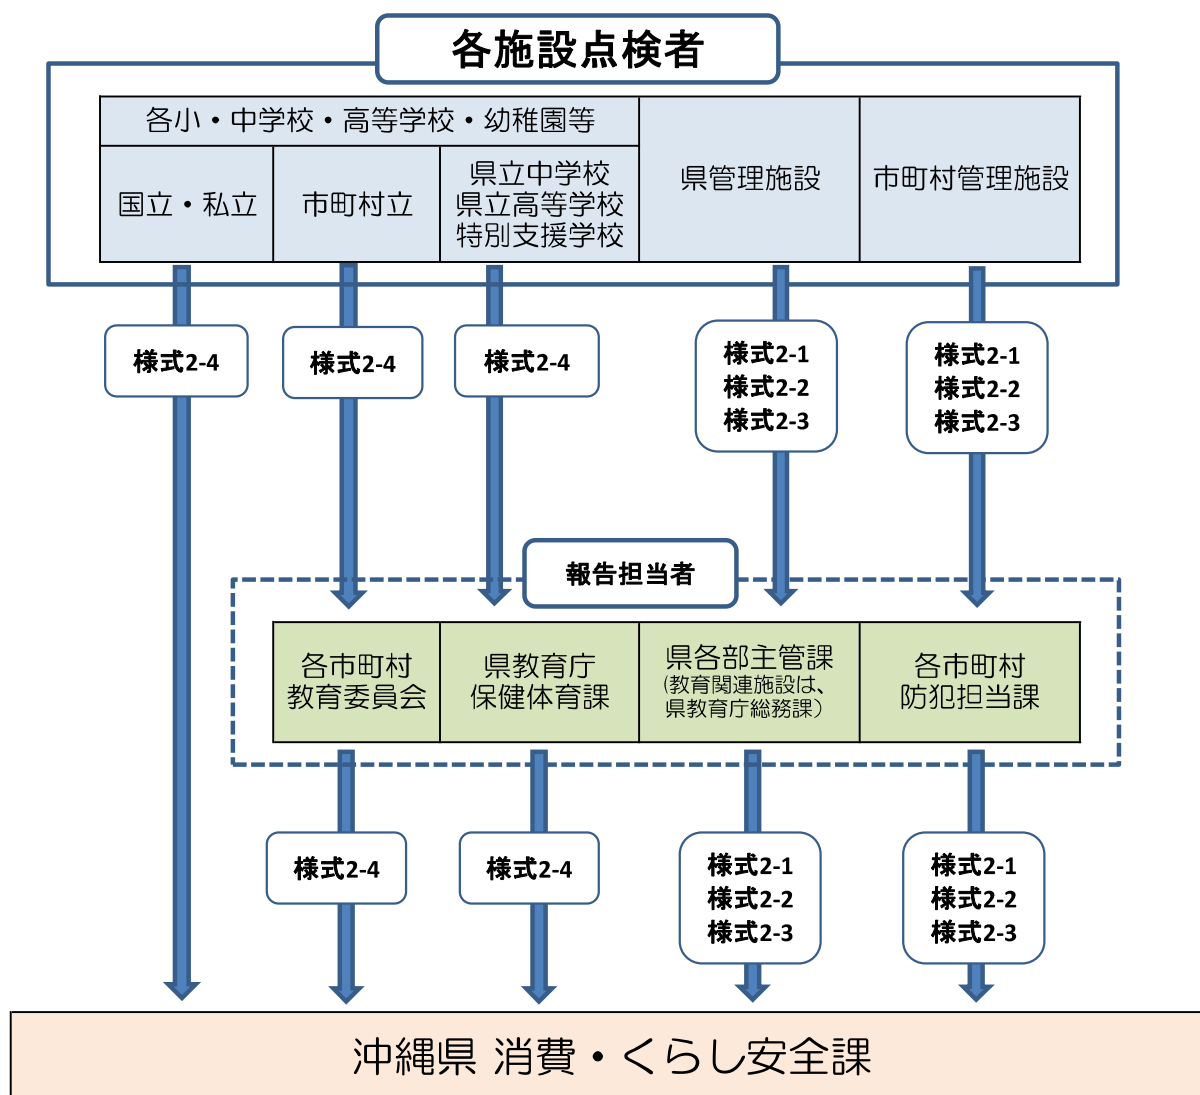 各施設点検者
各小・中学校・高等学校・幼稚園等
国立・私立
市町村立
県立中学校
県立高等学校
特別支援学校
県管理施設
市町村管理施設
様式2-4
様式2-4
様式2-4
様式2-1
様式2-2
様式2-3
様式2-1
様式2-2
様式2-3
報告担当者
各市町村
教育委員会
県教育庁
保健体育課
県各部主管課
(教育関連施設は、
県教育庁総務課)
各市町村
防犯担当課
様式2-4
様式2-4
様式2-1
様式2-2
様式2-3
様式2-1
様式2-2
様式2-3
沖縄県 消費・くらし安全課